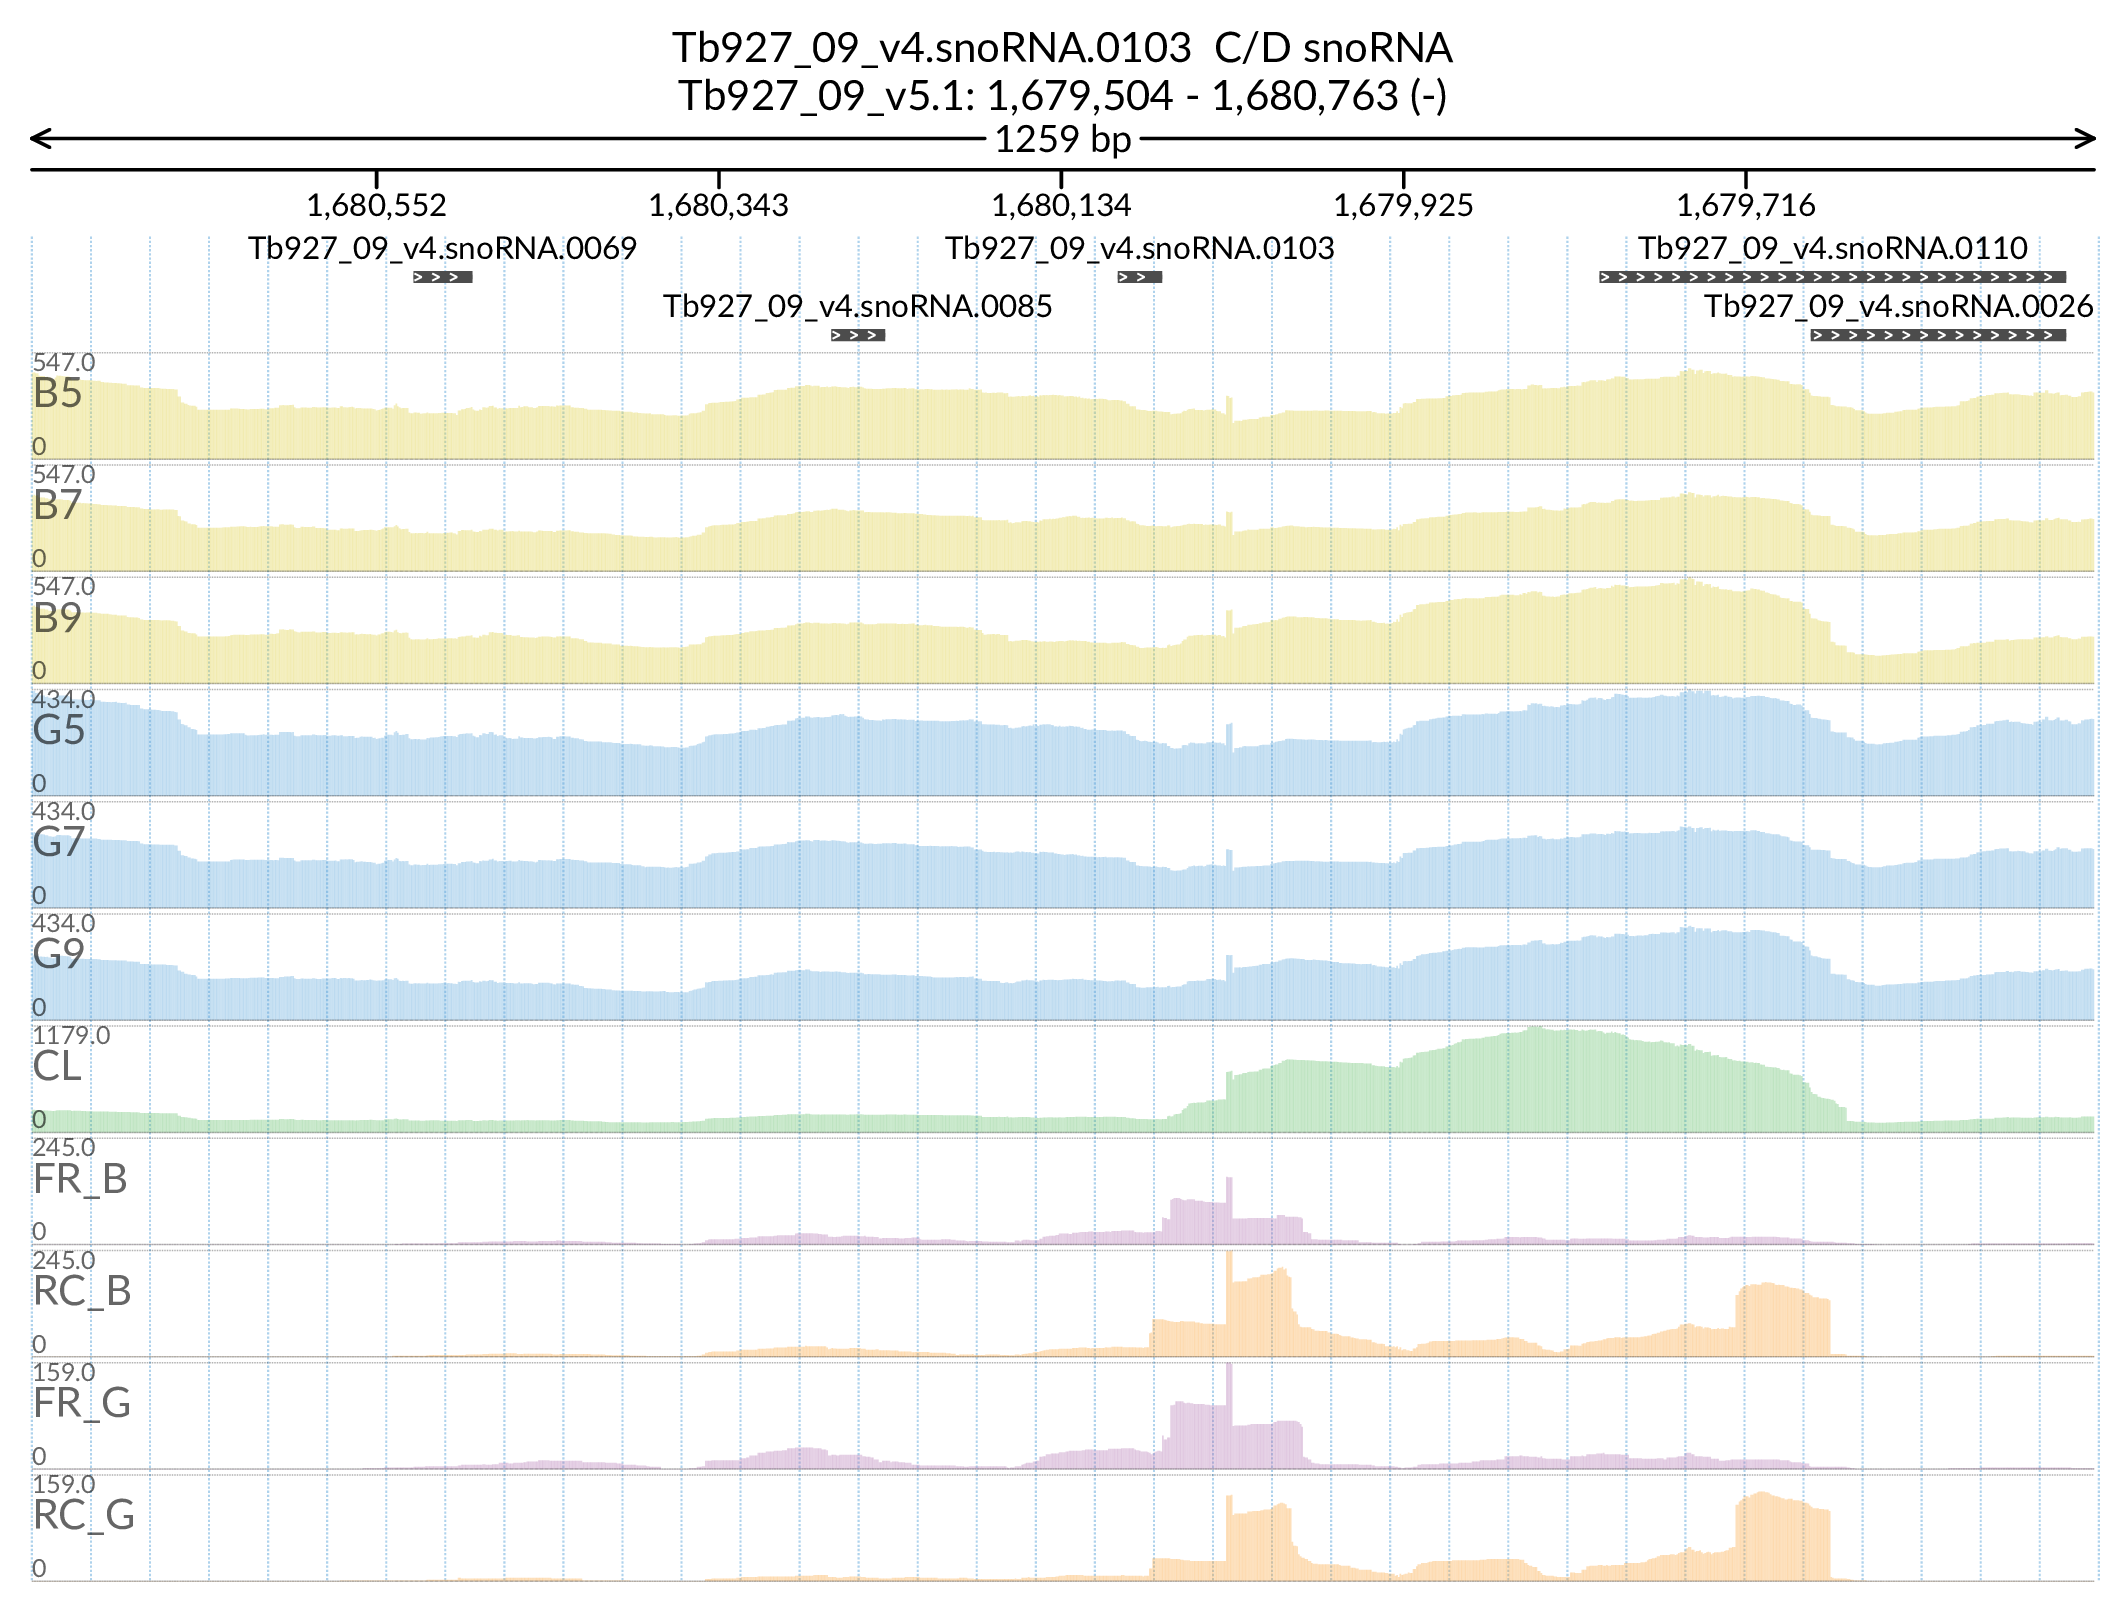 Tb927_09_v4.snoRNA.0103  C/D snoRNA
Tb927_09_v5.1: 1,679,504 - 1,680,763 (-)
1259 bp
1,680,552 1,680,343 1,680,134 1,679,925 1,679,716
Tb927_09_v4.snoRNA.0069 Tb927_09_v4.snoRNA.0103 Tb927_09_v4.snoRNA.0110
Tb927_09_v4.snoRNA.0085 Tb927_09_v4.snoRNA.0026
547.0
B5
0
547.0
B7
0
547.0
B9
0
434.0
G5
0
434.0
G7
0
434.0
G9
0
1179.0
CL
0
245.0
FR_B
0
245.0
RC_B
0
159.0
FR_G
0
159.0
RC_G
0